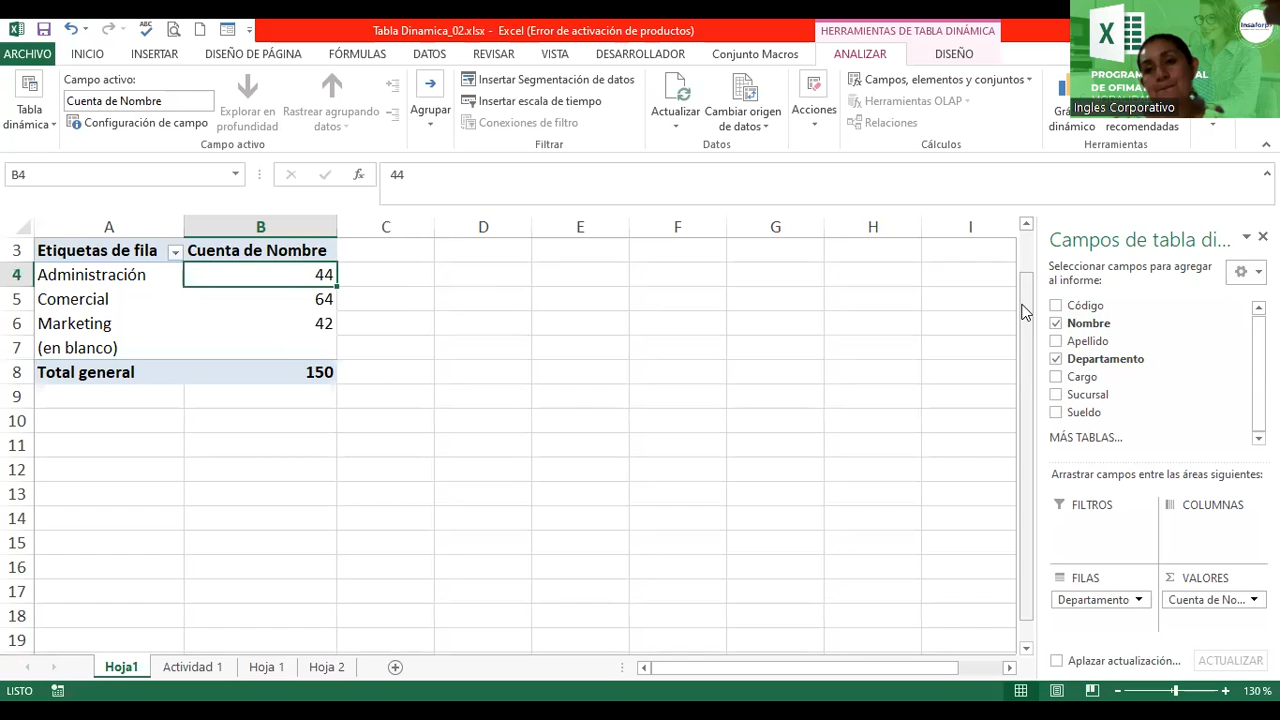 Tabla Dinamica_02.xlsx - Excel (Error de activación de productos)
HERRAMIENTAS DE TABLA DINÁMICA
ARCHIVO INICIO INSERTAR DISEÑO DE PÁGINA FÓRMULAS DATOS REVISAR VISTA DESARROLLADOR Conjunto Macros ANALIZAR DISEÑO
Insaforp
Ingles Corporativo
Tabla dinámica
Campo activo:
Cuenta de Nombre
Configuración de campo
Explorar en profundidad
Rastrear agrupando datos
Campo activo
Agrupar
Insertar Segmentación de datos
Insertar escala de tiempo
Conexiones de filtro
Filtrar
Actualizar
Cambiar origen de datos
Datos
Acciones
Campos, elementos y conjuntos
Herramientas OLAP
Relaciones
Cálculos
dinámico
recomendadas
Herramientas
B4
44
A B C D E F G H I
3 Etiquetas de fila Cuenta de Nombre
4 Administración 44
5 Comercial 64
6 Marketing 42
7 (en blanco)
8 Total general 150
9
10
11
12
13
14
15
16
17
18
19
Campos de tabla di...
Seleccionar campos para agregar
al informe:
Código
Nombre
Apellido
Departamento
Cargo
Sucursal
Sueldo
MÁS TABLAS...
Arrastrar campos entre las áreas siguientes:
FILTROS COLUMNAS
FILAS VALORES
Departamento Cuenta de No...
Aplazar actualización... ACTUALIZAR
Hoja1 Actividad 1 Hoja 1 Hoja 2
LISTO
130 %